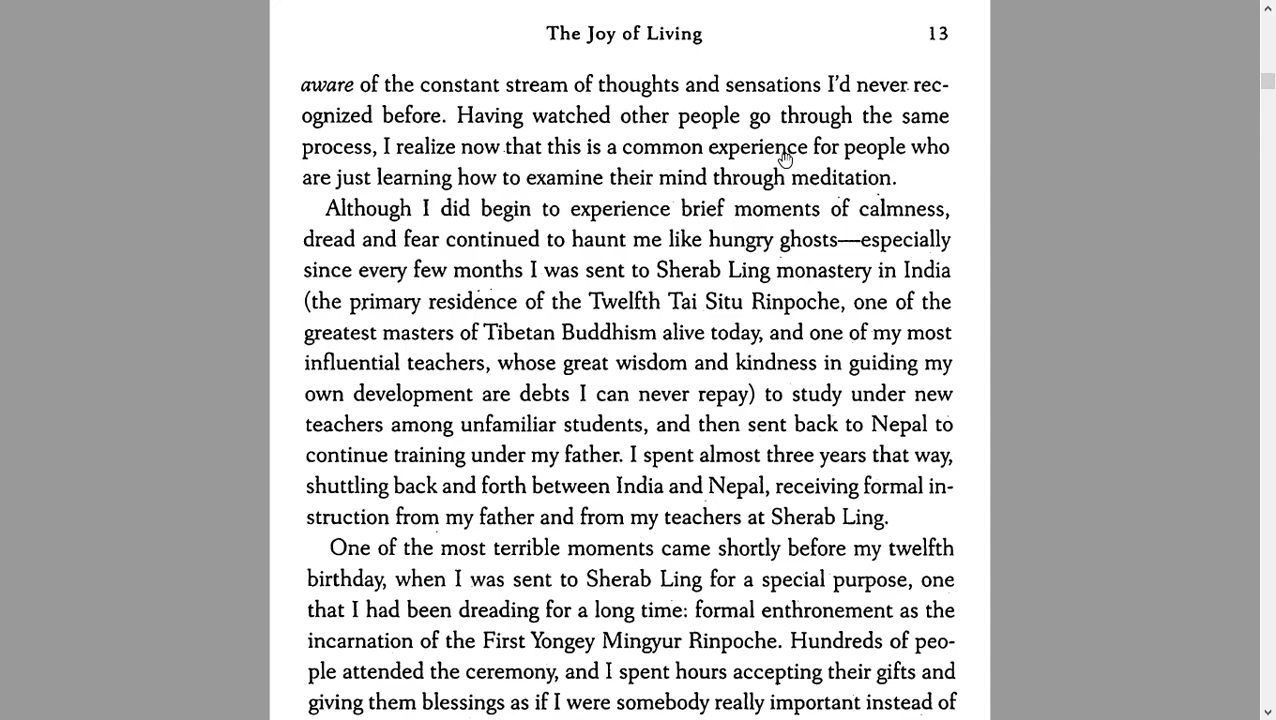 The Joy of Living 13
aware of the constant stream of thoughts and sensations I'd never rec-
ognized before. Having watched other people go through the same
process, I realize now that this is a common experience for people who
are just learning how to examine their mind through meditation.
Although I did begin to experience brief moments of calmness,
dread and fear continued to haunt me like hungry ghosts—especially
since every few months I was sent to Sherab Ling monastery in India
(the primary residence of the Twelfth Tai Situ Rinpoche, one of the
greatest masters of Tibetan Buddhism alive today, and one of my most
influential teachers, whose great wisdom and kindness in guiding my
own development are debts I can never repay) to study under new
teachers among unfamiliar students, and then sent back to Nepal to
continue training under my father. I spent almost three years that way,
shuttling back and forth between India and Nepal, receiving formal in-
struction from my father and from my teachers at Sherab Ling.
One of the most terrible moments came shortly before my twelfth
birthday, when I was sent to Sherab Ling for a special purpose, one
that I had been dreading for a long time: formal enthronement as the
incarnation of the First Yongey Mingyur Rinpoche. Hundreds of peo-
ple attended the ceremony, and I spent hours accepting their gifts and
giving them blessings as if I were somebody really important instead of